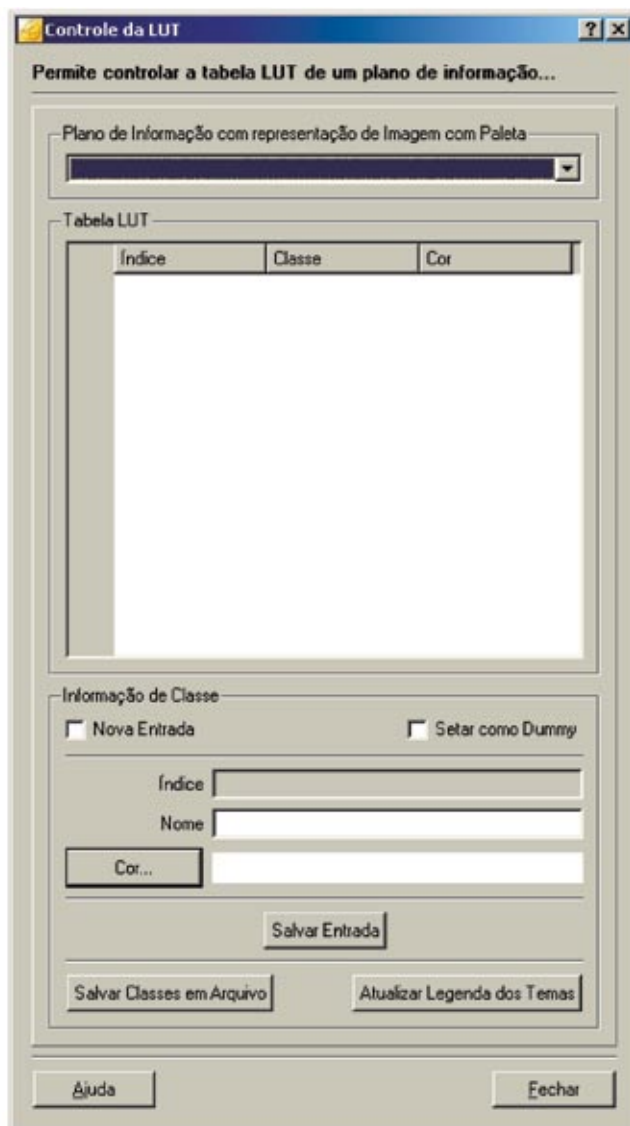 Controle da LUT
Permite controlar a tabela LUT de um plano de informação...
Plano de Informação com representação de Imagem com Paleta
Tabela LUT
Índice Classe Cor
Informação de Classe
Nova Entrada Setar como Dummy
Índice
Nome
Cor...
Salvar Entrada
Salvar Classes em Arquivo Atualizar Legenda dos Temas
Ajuda Fechar